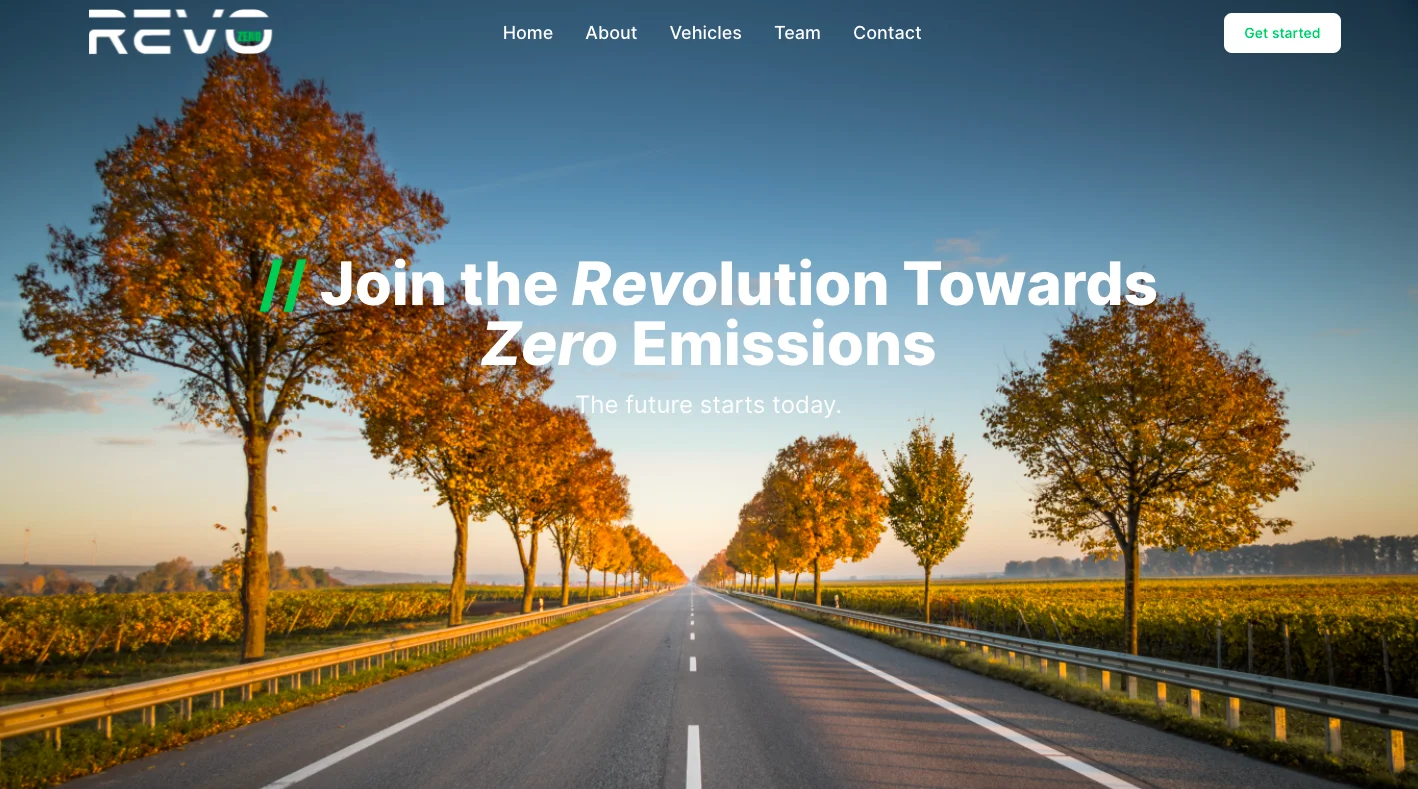 REVO
ZERO
Home About Vehicles Team Contact
Get started
// Join the Revolution Towards
Zero Emissions
The future starts today.